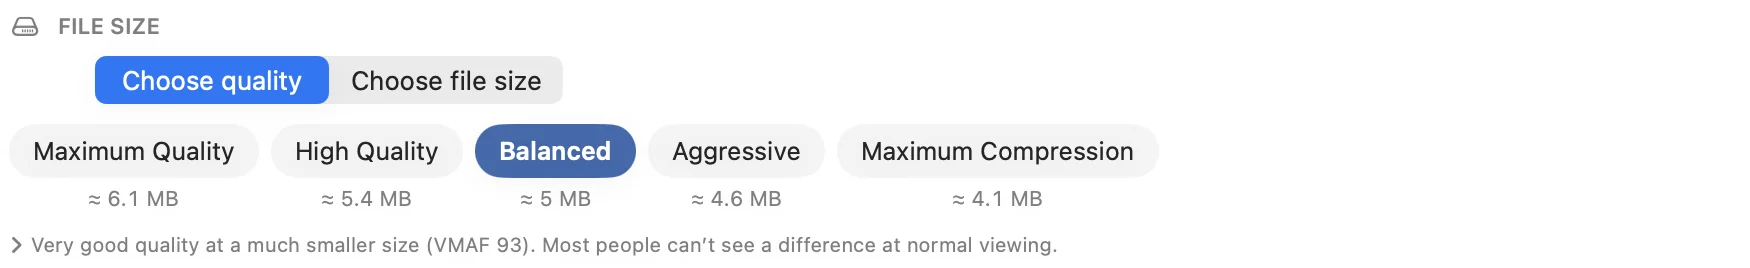 FILE SIZE
Choose quality Choose file size
Maximum Quality High Quality Balanced Aggressive Maximum Compression
≈ 6.1 MB ≈ 5.4 MB ≈ 5 MB ≈ 4.6 MB ≈ 4.1 MB
Very good quality at a much smaller size (VMAF 93). Most people can’t see a difference at normal viewing.